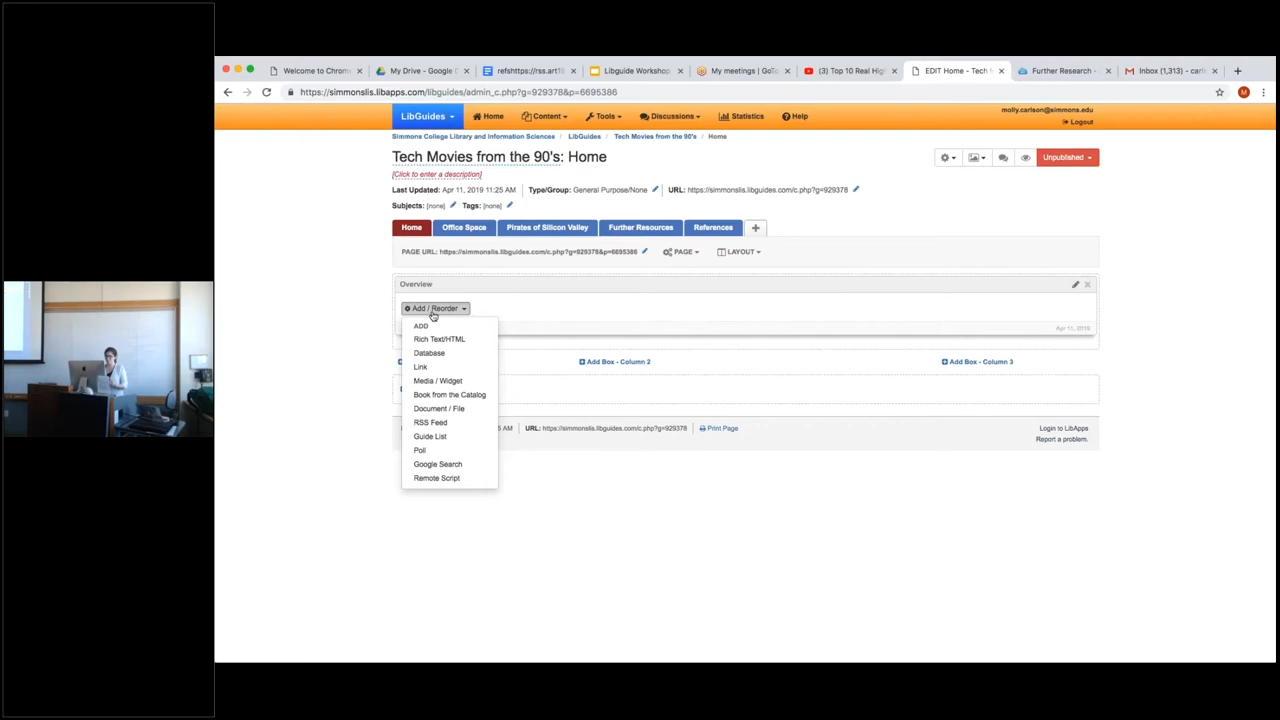 Welcome to Chrom
My Drive - Google D
refshttps://rss.art19
Libguide Workshop
My meetings | GoTo
(3) Top 10 Real High
EDIT Home - Tech M
Further Research -
Inbox (1,313) - carls
https://simmonslis.libapps.com/libguides/admin_c.php?g=929378&p=6695386
M
LibGuides
Home
Content
Tools
Discussions
Statistics
Help
molly.carlson@simmons.edu
Logout
Simmons College Library and Information Sciences
LibGuides
Tech Movies from the 90's
Home
Tech Movies from the 90's: Home
Unpublished
[Click to enter a description]
Last Updated: Apr 11, 2019 11:25 AM
Type/Group: General Purpose/None
URL: https://simmonslis.libguides.com/c.php?g=929378
Subjects: [none]
Tags: [none]
Home
Office Space
Pirates of Silicon Valley
Further Resources
References
PAGE URL: https://simmonslis.libguides.com/c.php?g=929378&p=6695386
PAGE
LAYOUT
Overview
Add / Reorder
ADD
Rich Text/HTML
Database
Link
Media / Widget
Book from the Catalog
Document / File
RSS Feed
Guide List
Poll
Google Search
Remote Script
Apr 11, 2019
Add Box - Column 2
Add Box - Column 3
AM
URL: https://simmonslis.libguides.com/c.php?g=929378
Print Page
Login to LibApps
Report a problem.